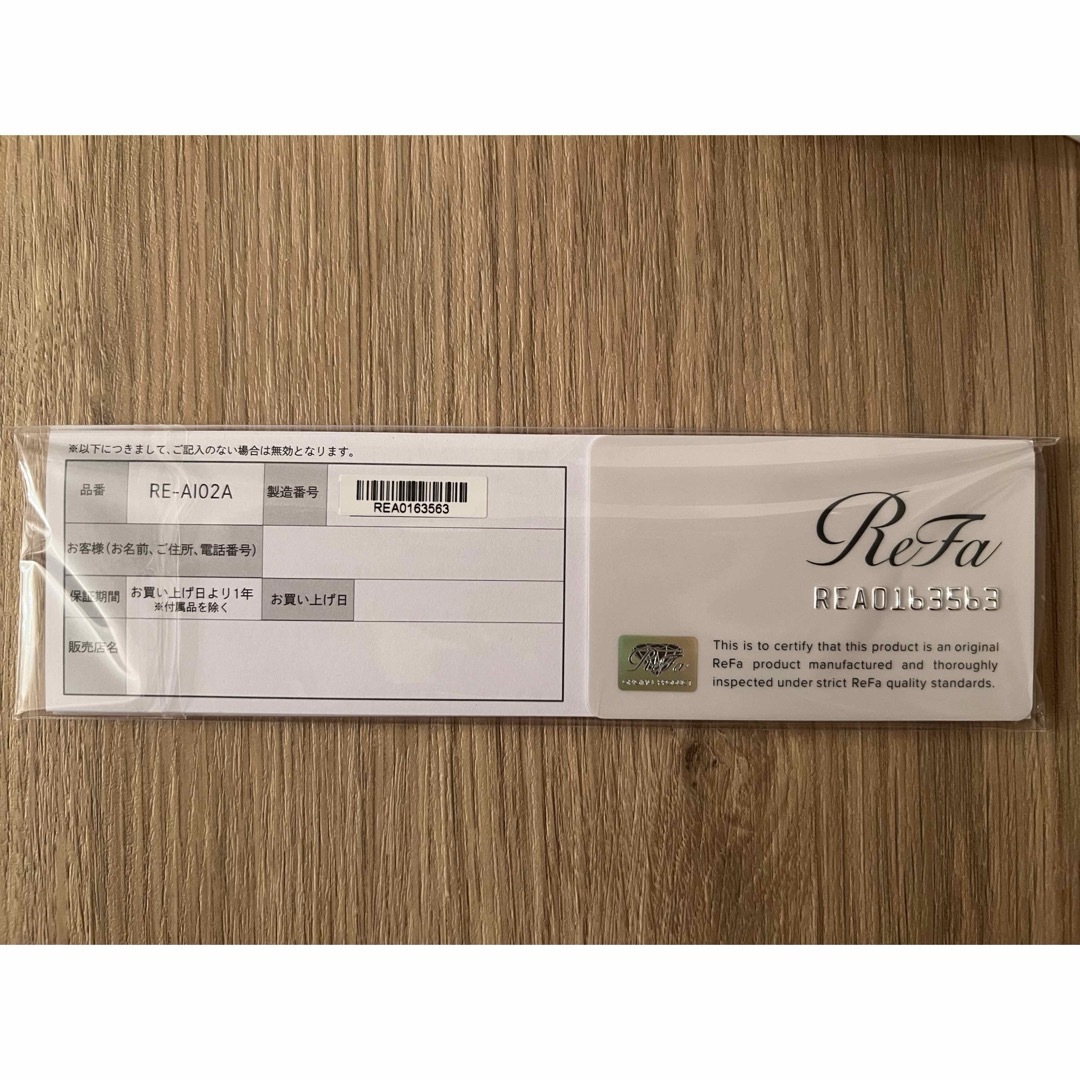 ※以下につきまして、ご記入のない場合は無効となります。
品番 RE-AI02A 製造番号
REA0163563
お客様(お名前、ご住所、電話番号)
保証期間 お買い上げ日より1年 お買い上げ日
※付属品を除く
販売店名
ReFa
REA0163563
This is to certify that this product is an original
ReFa product manufactured and thoroughly
inspected under strict ReFa quality standards.
ReFa